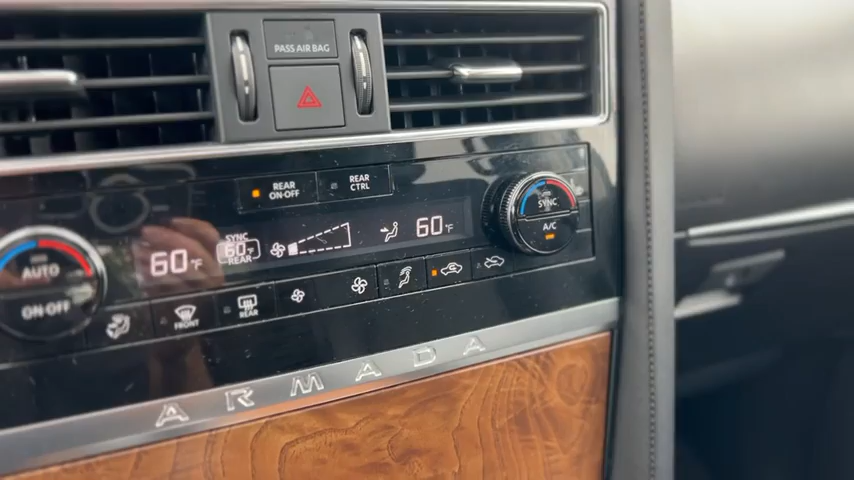 PASS AIR BAG
REAR
ON·OFF
REAR
CTRL
AUTO
ON·OFF
60°F
SYNC
60°F
REAR
60°F
SYNC
A/C
FRONT
REAR
ARMADA